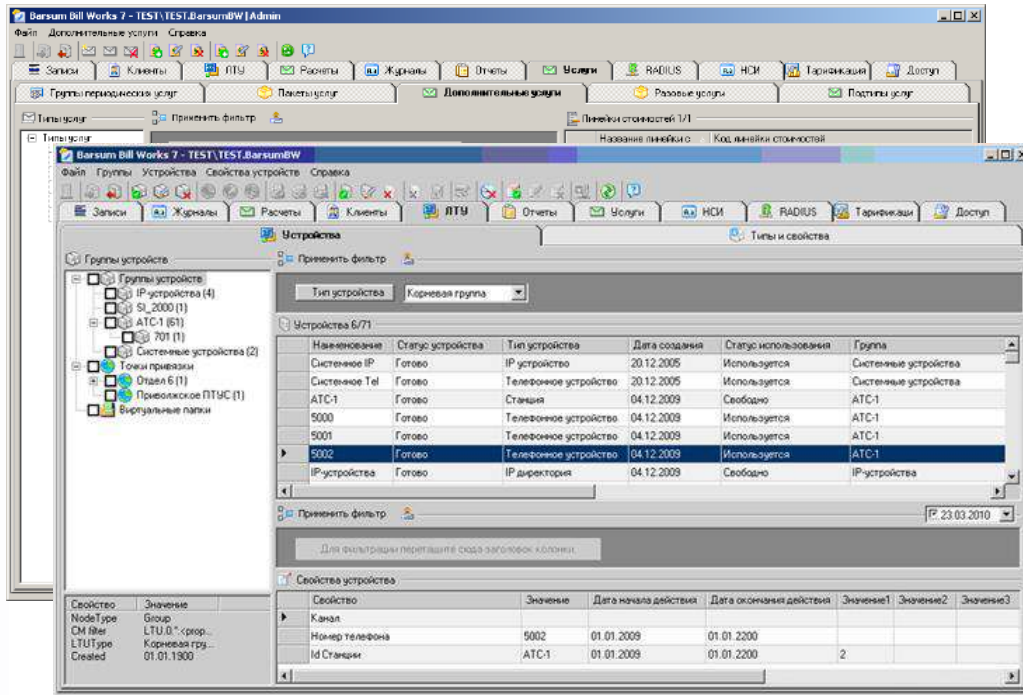 Barsum Bill Works 7 - TEST\TEST.BarsumBW | Admin
Файл Дополнительные услуги Справка
Записи Клиенты ЛТУ Расчеты Журналы Отчеты Услуги RADIUS НСИ Тарификация Доступ
Группы периодических услуг Пакеты услуг Дополнительные услуги Разовые услуги Подтипы услуг
Типы услуг Применить фильтр Линейки стоимостей 1/1
Типы услуг Название линейки с Код линейки стоимостей
Barsum Bill Works 7 - TEST\TEST.BarsumBW
Файл Группы Устройства Свойства устройств Справка
Записи Журналы Расчеты Клиенты ЛТУ Отчеты Услуги НСИ RADIUS Тарификаци Доступ
Устройства Типы и свойства
Группы устройств Применить фильтр
Группы устройств
IP-устройства (4)
SI_2000 (1)
АТС-1 (61)
701 (1)
Системные устройства (2)
Точки привязки
Отдел 6 (1)
Приволжское ПТУС (1)
Виртуальные папки
Тип устройства Корневая группа
Устройства 6/71
Наименование Статус устройства Тип устройства Дата создания Статус использования Группа
Системное IP Готово IP устройство 20.12.2005 Используется Системные устройства
Системное Tel Готово Телефонное устройство 20.12.2005 Используется Системные устройства
АТС-1 Готово Станция 04.12.2009 Свободно АТС-1
5000 Готово Телефонное устройство 04.12.2009 Используется АТС-1
5001 Готово Телефонное устройство 04.12.2009 Используется АТС-1
5002 Готово Телефонное устройство 04.12.2009 Используется АТС-1
IP-устройства Готово IP директория 04.12.2009 Свободно IP-устройства
Применить фильтр 23.03.2010
Для фильтрации перетащите сюда заголовок колонки
Свойства устройства
Свойство Значение Дата начала действия Дата окончания действия Значение1 Значение2 Значение3
Канал
Номер телефона 5002 01.01.2009 01.01.2200
Id Станции АТС-1 01.01.2009 01.01.2200 2
Свойство Значение
NodeType Group
CM filter LTU.0.*.<prop...
LTUType Корневая гру...
Created 01.01.1900